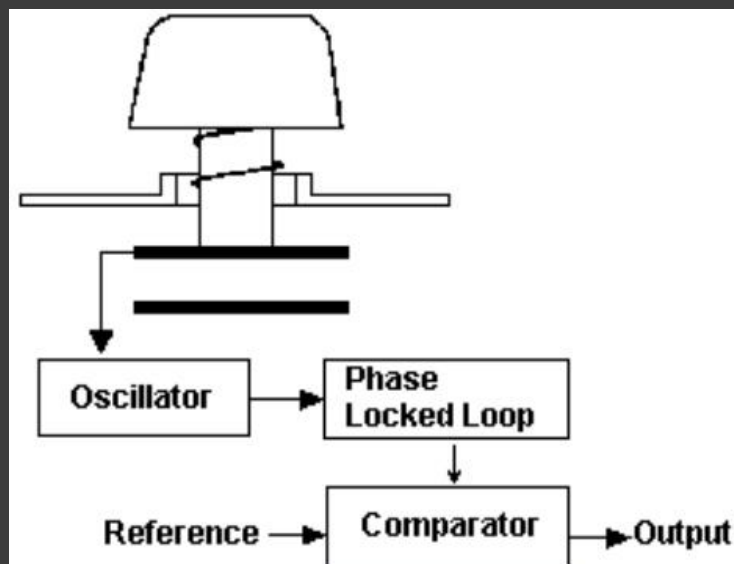 Oscillator
Phase
Locked Loop
Reference
Comparator
Output